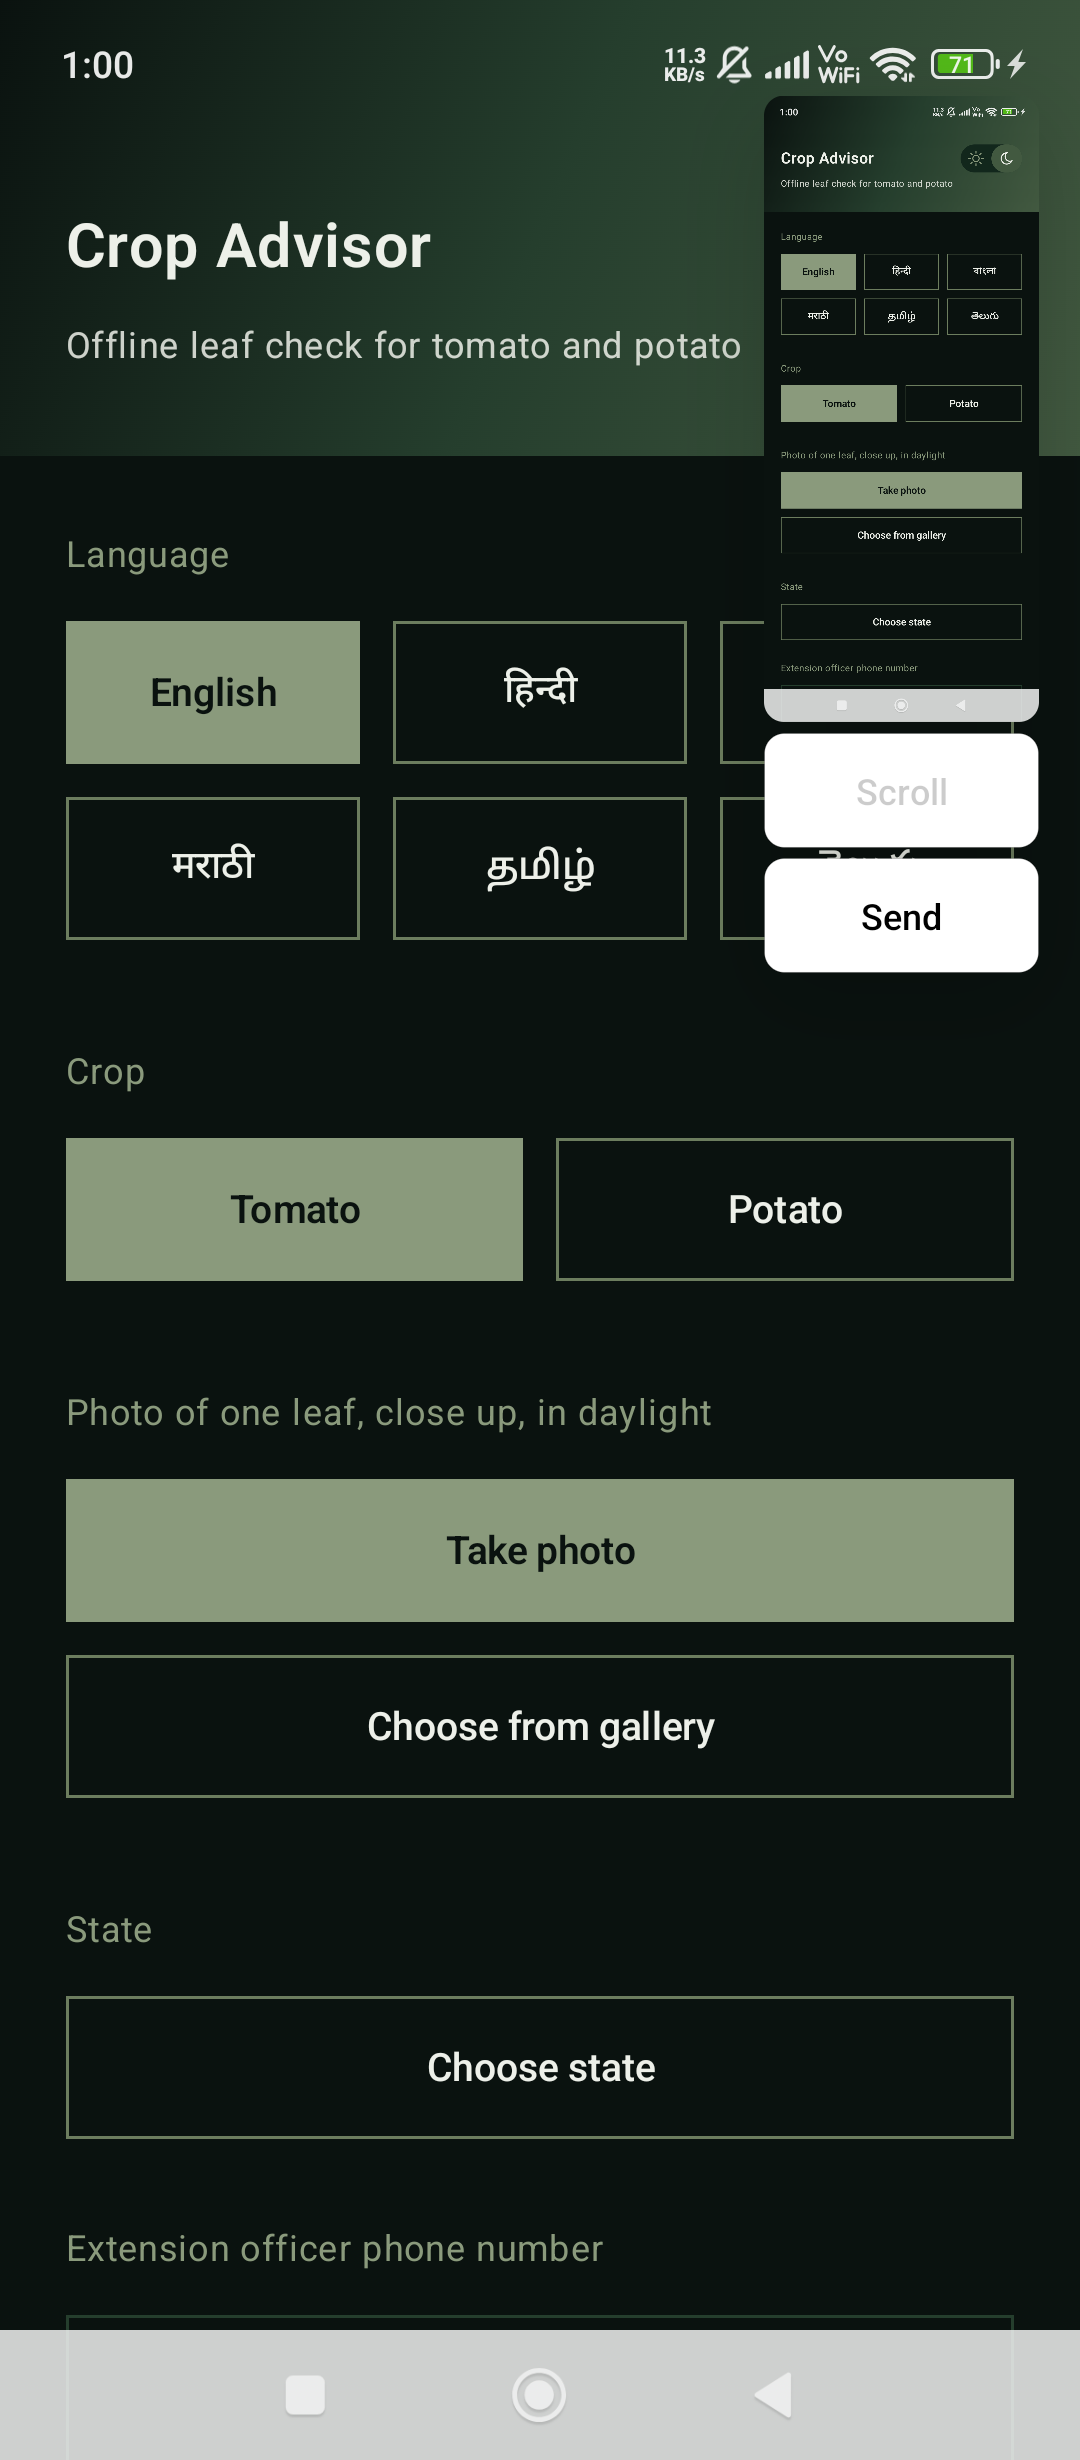 1:00
11.3 KB/s Vo WiFi 71
Crop Advisor
Offline leaf check for tomato and potato
Language
English हिन्दी
मराठी தமிழ்
Crop
Tomato Potato
Photo of one leaf, close up, in daylight
Take photo
Choose from gallery
State
Choose state
Extension officer phone number
1:00
Crop Advisor
Offline leaf check for tomato and potato
Language
English हिन्दी বাংলা
मराठी தமிழ் తెలుగు
Crop
Tomato Potato
Photo of one leaf, close up, in daylight
Take photo
Choose from gallery
State
Choose state
Extension officer phone number
Scroll
Send